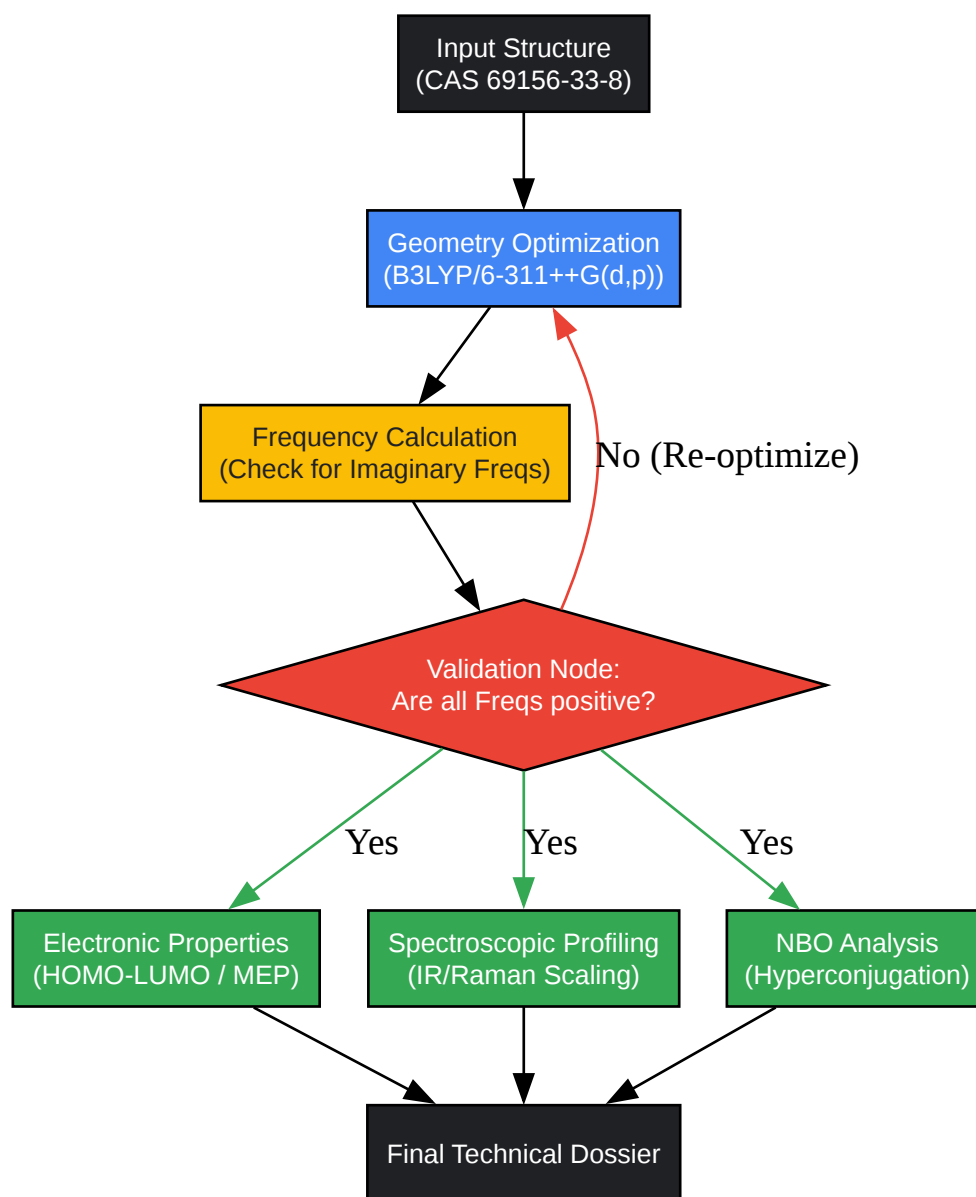 Input Structure
(CAS 69156-33-8)
Geometry Optimization
(B3LYP/6-311++G(d,p))
Frequency Calculation
(Check for Imaginary Freqs)
No (Re-optimize)
Validation Node:
Are all Freqs positive?
Yes
Yes
Yes
Electronic Properties
(HOMO-LUMO / MEP)
Spectroscopic Profiling
(IR/Raman Scaling)
NBO Analysis
(Hyperconjugation)
Final Technical Dossier